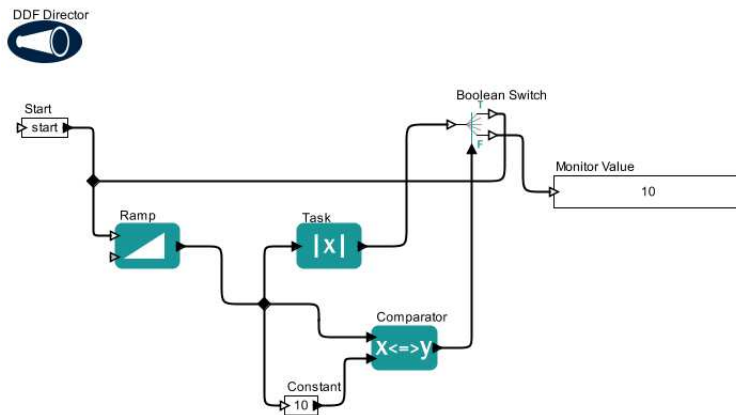 DDF Director
Start
start
Boolean Switch
T
F
Monitor Value
10
Ramp
Task
|x|
Comparator
x<=>y
Constant
10